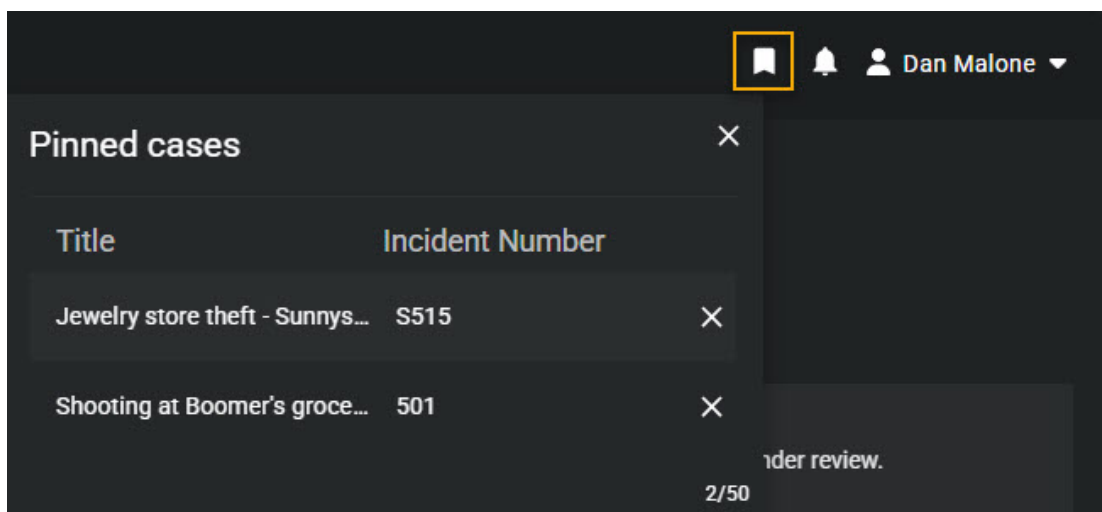 Dan Malone
Pinned cases
Title Incident Number
Jewelry store theft - Sunnys... S515
Shooting at Boomer's groce... 501
nder review.
2/50